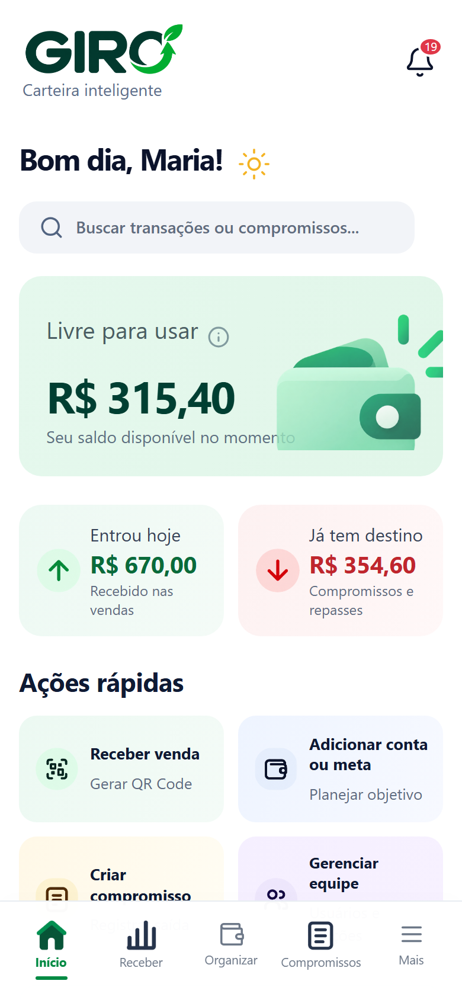 GIRO
Carteira inteligente
19
Bom dia, Maria!
Buscar transações ou compromissos...
Livre para usar
R$ 315,40
Seu saldo disponível no momento
Entrou hoje
R$ 670,00
Recebido nas
vendas
Já tem destino
R$ 354,60
Compromissos e
repasses
Ações rápidas
Receber venda
Gerar QR Code
Adicionar conta
ou meta
Planejar objetivo
Criar
compromisso
Gerenciar
equipe
Usuários e
Início
Receber
Organizar
Compromissos
Mais